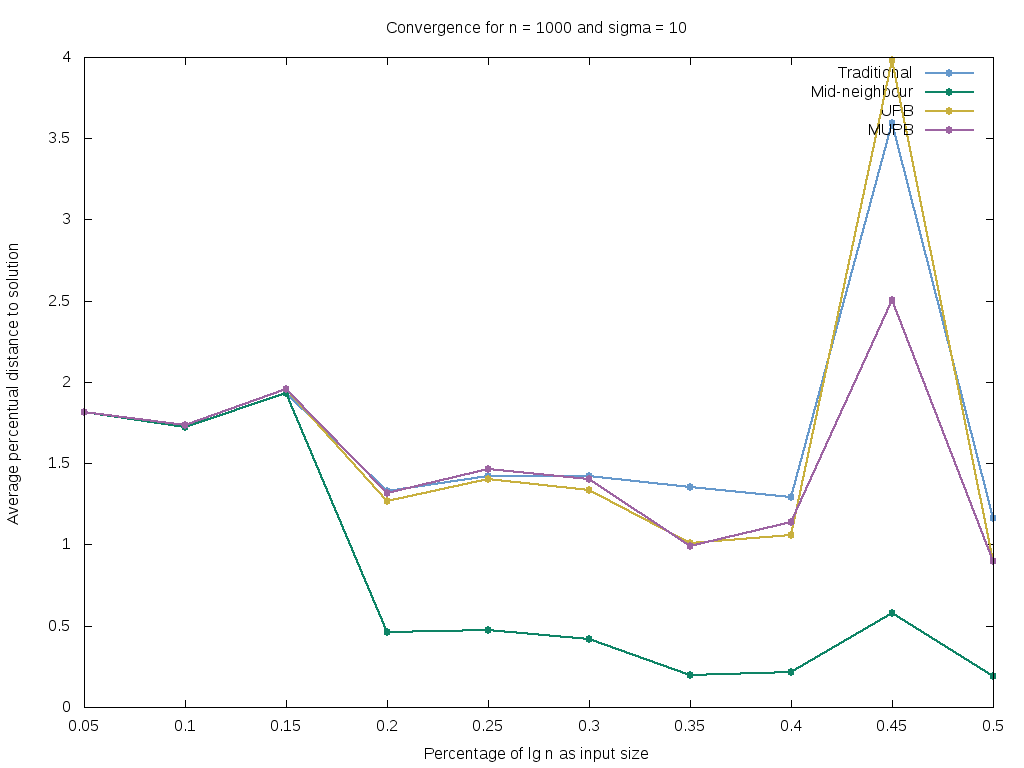 Convergence for n = 1000 and sigma = 10
Traditional
Mid-neighbour
UPB
MUPB
Average percentual distance to solution
4
3.5
3
2.5
2
1.5
1
0.5
0
0.05 0.1 0.15 0.2 0.25 0.3 0.35 0.4 0.45 0.5
Percentage of lg n as input size